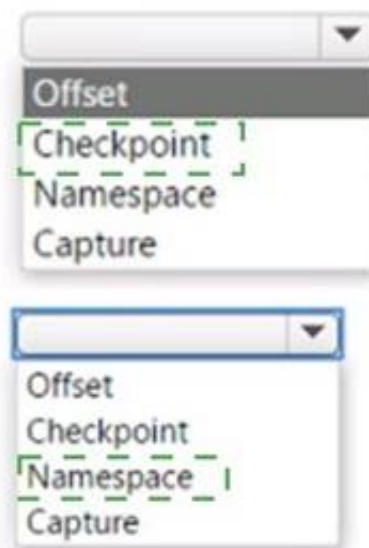 Offset
Checkpoint
Namespace
Capture
Offset
Checkpoint
Namespace
Capture